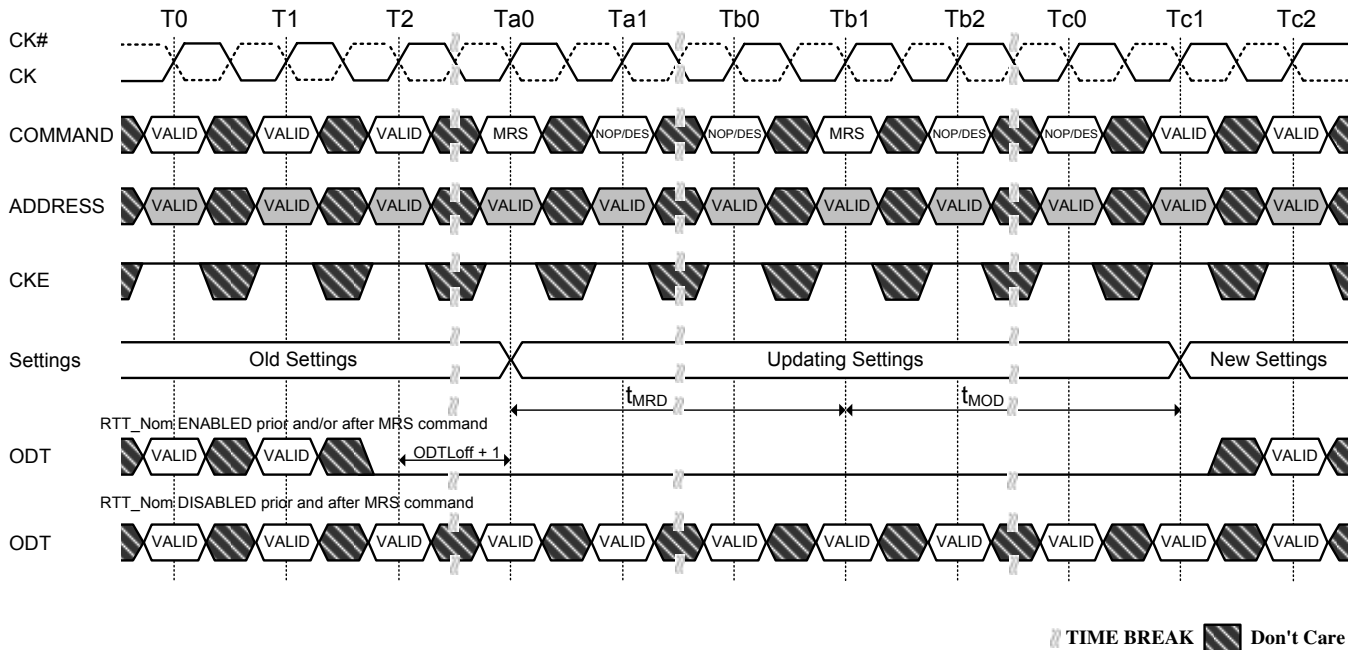 T0 T1 T2 Ta0 Ta1 Tb0 Tb1 Tb2 Tc0 Tc1 Tc2
CK#
CK
COMMAND VALID VALID VALID MRS NOP/DES NOP/DES MRS NOP/DES NOP/DES VALID VALID
ADDRESS VALID VALID VALID VALID VALID VALID VALID VALID VALID VALID VALID
CKE
Settings Old Settings Updating Settings New Settings
tMRD tMOD
RTT_Nom ENABLED prior and/or after MRS command
ODT VALID VALID ODTLoff + 1 VALID
RTT_Nom DISABLED prior and after MRS command
ODT VALID VALID VALID VALID VALID VALID VALID VALID VALID VALID VALID
TIME BREAK Don't Care